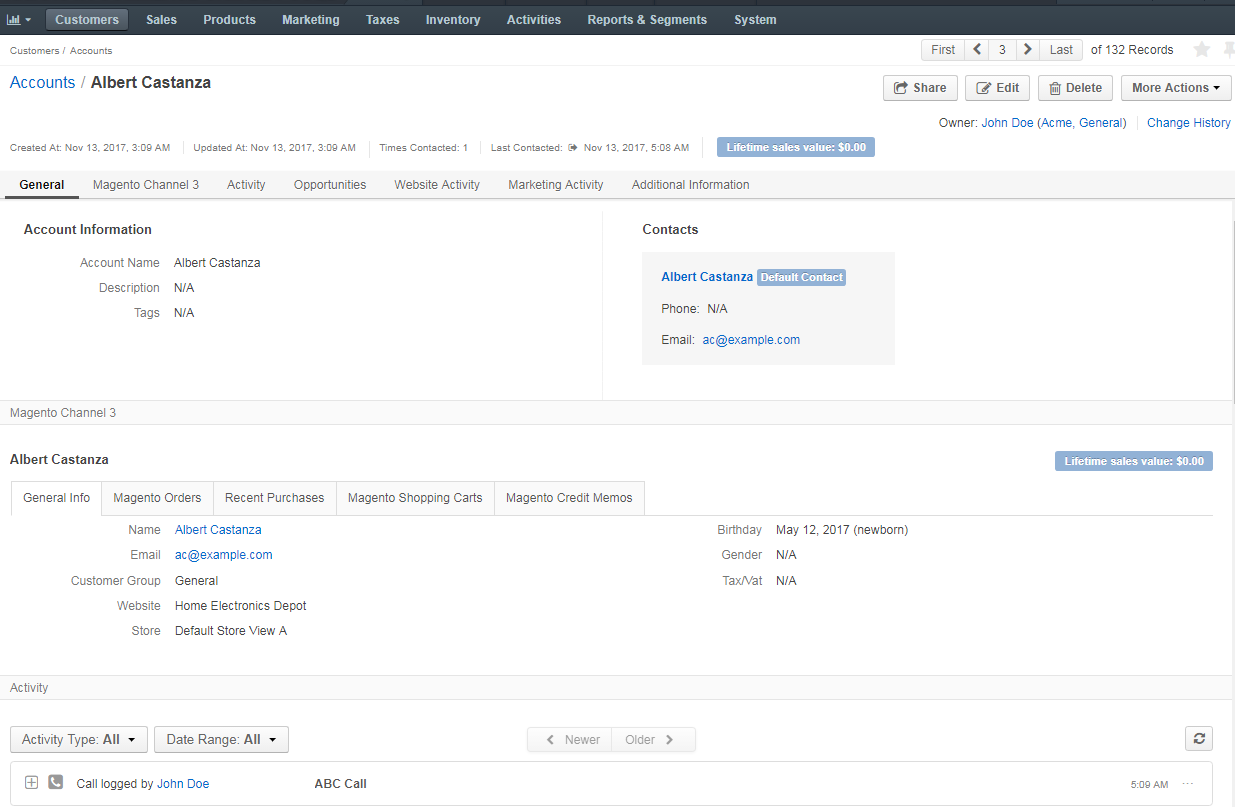 Customers Sales Products Marketing Taxes Inventory Activities Reports & Segments System
Customers / Accounts
First 3 Last of 132 Records
Accounts / Albert Castanza
Share Edit Delete More Actions
Owner: John Doe (Acme, General) Change History
Created At: Nov 13, 2017, 3:09 AM Updated At: Nov 13, 2017, 3:09 AM Times Contacted: 1 Last Contacted: Nov 13, 2017, 5:08 AM Lifetime sales value: $0.00
General Magento Channel 3 Activity Opportunities Website Activity Marketing Activity Additional Information
Account Information
Account Name Albert Castanza
Description N/A
Tags N/A
Contacts
Albert Castanza Default Contact
Phone: N/A
Email: ac@example.com
Magento Channel 3
Albert Castanza Lifetime sales value: $0.00
General Info Magento Orders Recent Purchases Magento Shopping Carts Magento Credit Memos
Name Albert Castanza
Email ac@example.com
Customer Group General
Website Home Electronics Depot
Store Default Store View A
Birthday May 12, 2017 (newborn)
Gender N/A
Tax/Vat N/A
Activity
Activity Type: All Date Range: All Newer Older
Call logged by John Doe ABC Call 5:09 AM ...